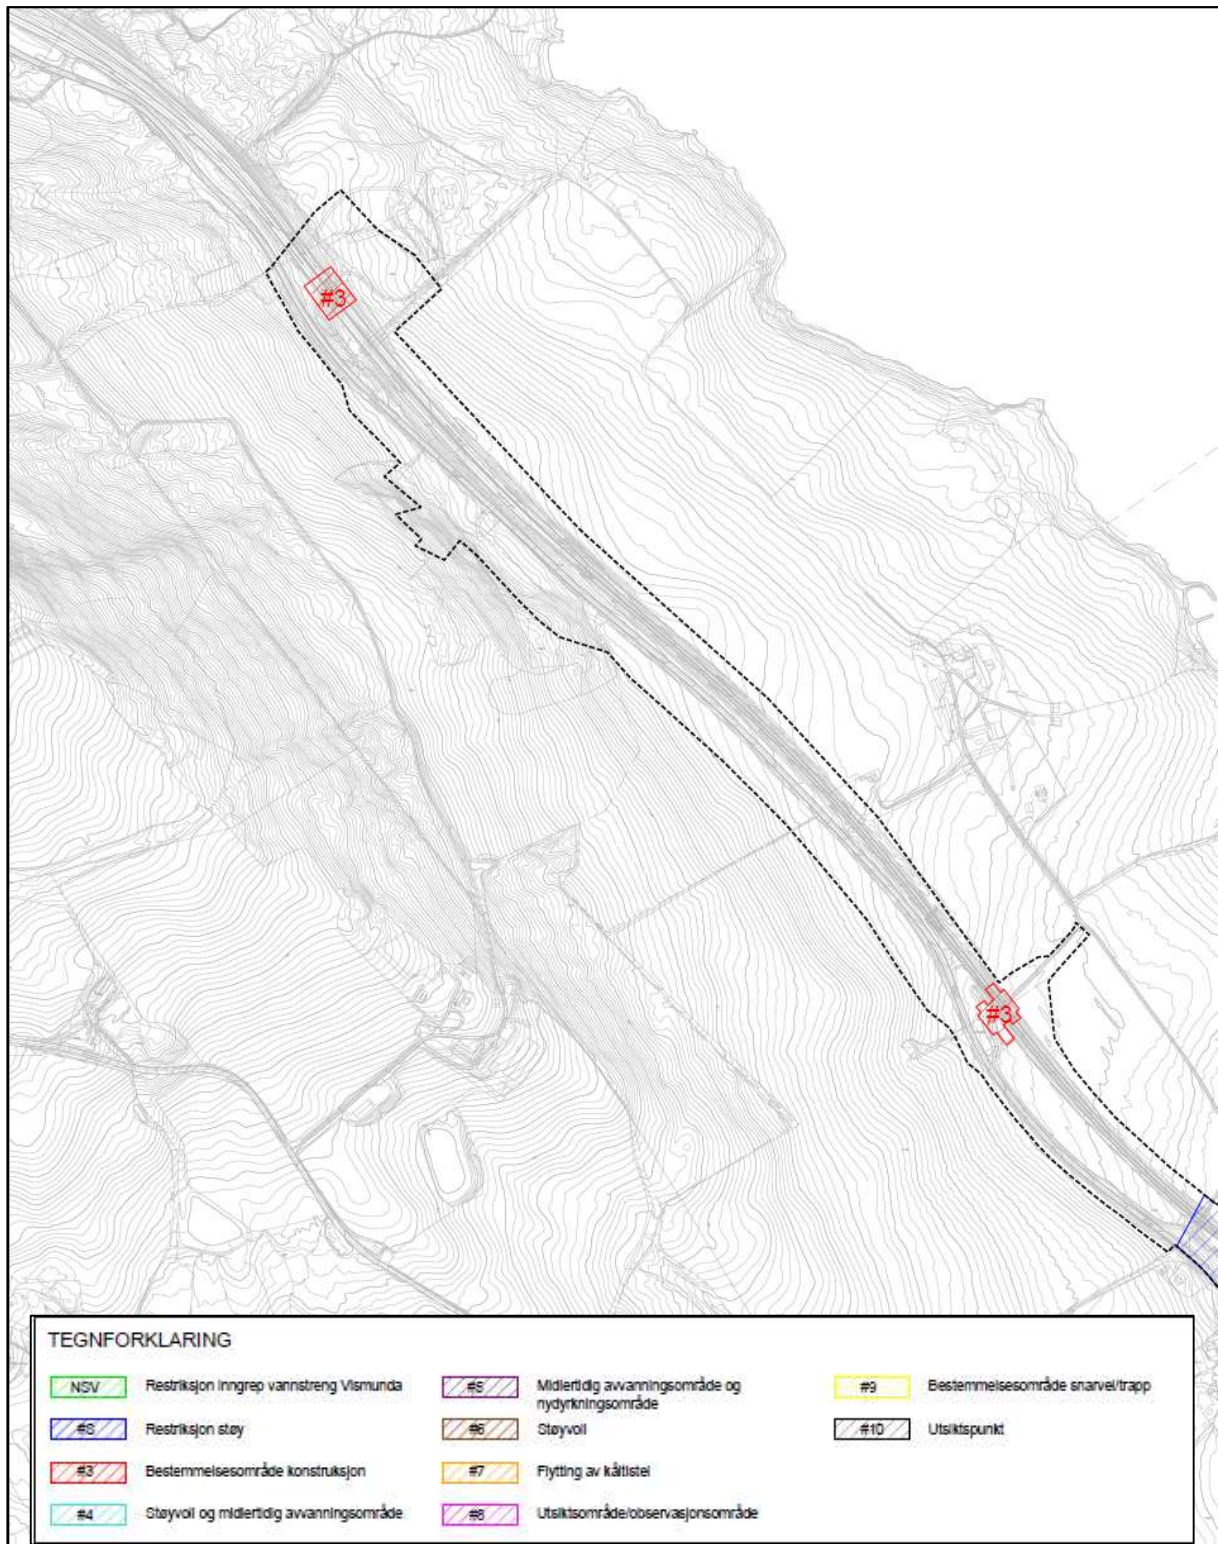 #3
#3
TEGNFORKLARING
NSV Restriksjon inngrep vannstreng Vismunda
#S Restriksjon støy
#3 Bestemmelsesområde konstruksjon
#4 Støyvoll og midlertidig avvanningsområde
#5 Midlertidig avvanningsområde og
nydyrkningsområde
#6 Støyvoll
#7 Flytting av kåltistel
#8 Utsiktsområde/observasjonsområde
#9 Bestemmelsesområde snarvei/trapp
#10 Utsiktspunkt